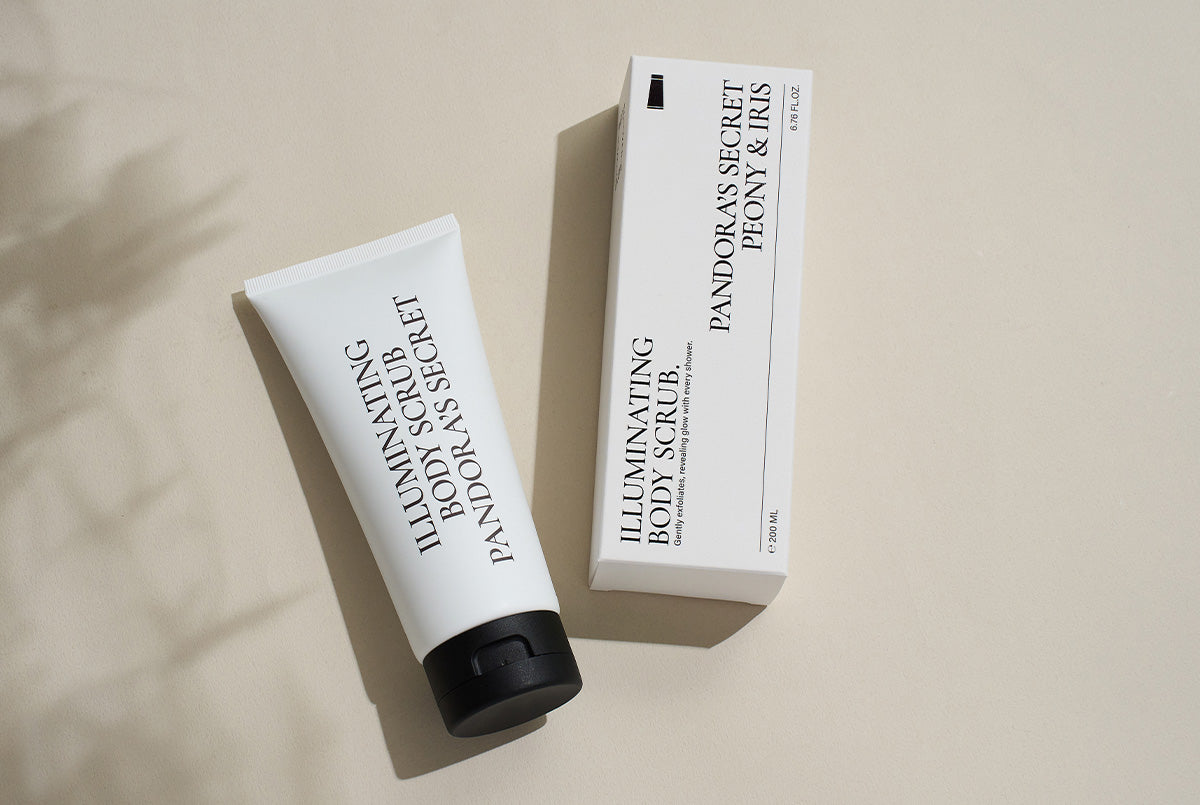 ILLUMINATING
BODY SCRUB
PANDORA'S SECRET
ILLUMINATING
BODY SCRUB.
Gently exfoliates, revealing glow with every shower.
PANDORA'S SECRET
PEONY & IRIS
℮ 200 ML
6.76 FL.OZ.